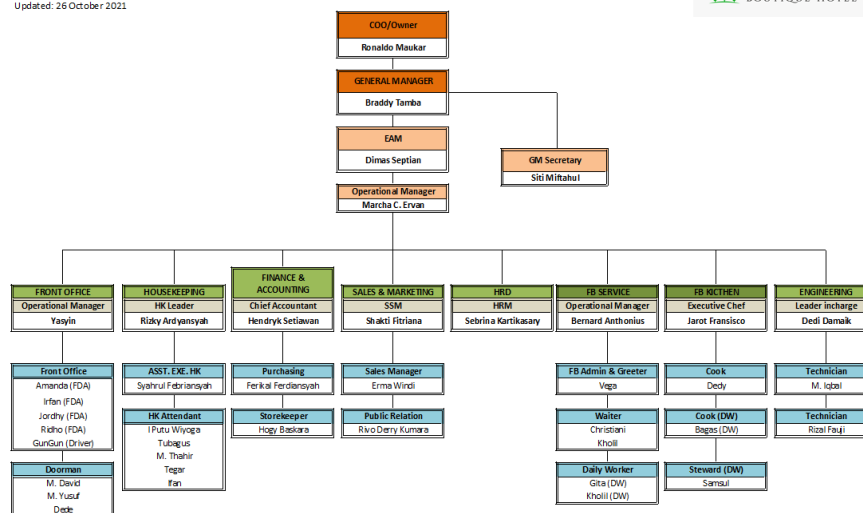 Updated: 26 October 2021
BOUTIQUE HOTEL
COO/Owner
Ronaldo Maukar
GENERAL MANAGER
Braddy Tamba
EAM
Dimas Septian
GM Secretary
Siti Miftahul
Operational Manager
Marcha C. Ervan
FRONT OFFICE
Operational Manager
Yasyin
Front Office
Amanda (FDA)
Irfan (FDA)
Jordhy (FDA)
Ridho (FDA)
GunGun (Driver)
Doorman
M. David
M. Yusuf
Dede
HOUSEKEEPING
HK Leader
Rizky Ardyansyah
ASST. EXE. HK
Syahrul Febriansyah
HK Attendant
I Putu Wiyoga
Tubagus
M. Thahir
Tegar
Ifan
FINANCE &
ACCOUNTING
Chief Accountant
Hendryk Setiawan
Purchasing
Ferikal Ferdiansyah
Storekeeper
Hogy Baskara
SALES & MARKETING
SSM
Shakti Fitriana
Sales Manager
Erma Windi
Public Relation
Rivo Derry Kumara
HRD
HRM
Sebrina Kartikasary
FB SERVICE
Operational Manager
Bernard Anthonius
FB Admin & Greeter
Vega
Waiter
Christiani
Kholil
Daily Worker
Gita (DW)
Kholil (DW)
FB KICTHEN
Executive Chef
Jarot Fransisco
Cook
Dedy
Cook (DW)
Bagas (DW)
Steward (DW)
Samsul
ENGINEERING
Leader incharge
Dedi Damaik
Technician
M. Iqbal
Technician
Rizal Fauji